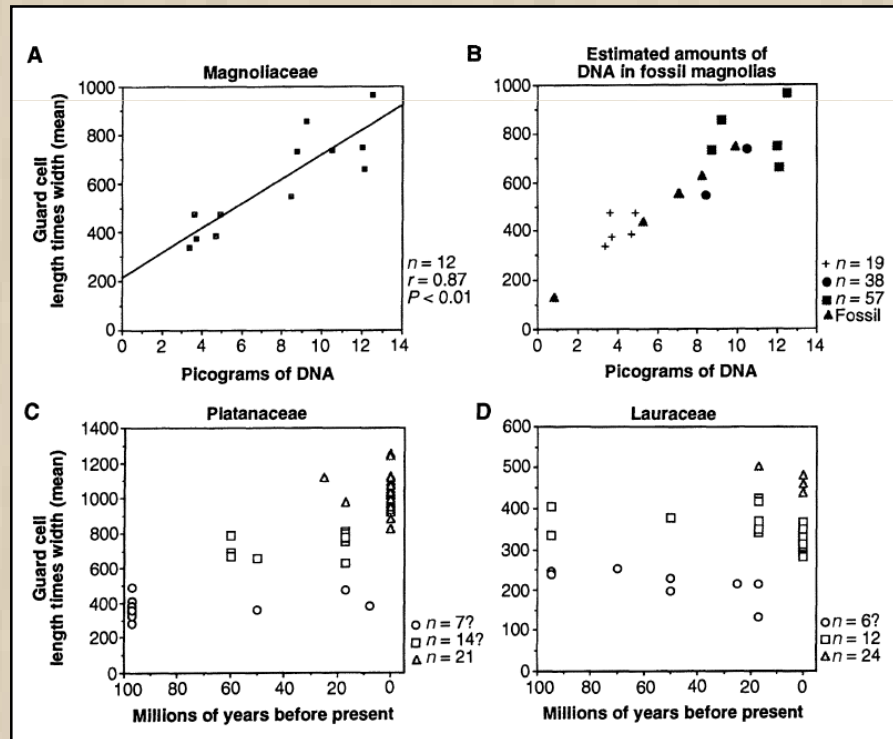 A
Magnoliaceae
Guard cell
length times width (mean)
1000
800
600
400
200
0
0 2 4 6 8 10 12 14
Picograms of DNA
n = 12
r = 0.87
P < 0.01
B
Estimated amounts of
DNA in fossil magnolias
1000
800
600
400
200
0
0 2 4 6 8 10 12 14
Picograms of DNA
+ n = 19
● n = 38
■ n = 57
▲ Fossil
C
Platanaceae
Guard cell
length times width (mean)
1400
1200
1000
800
600
400
200
0
100 80 60 40 20 0
Millions of years before present
○ n = 7?
□ n = 14?
△ n = 21
D
Lauraceae
600
500
400
300
200
100
0
100 80 60 40 20 0
Millions of years before present
○ n = 6?
□ n = 12
△ n = 24